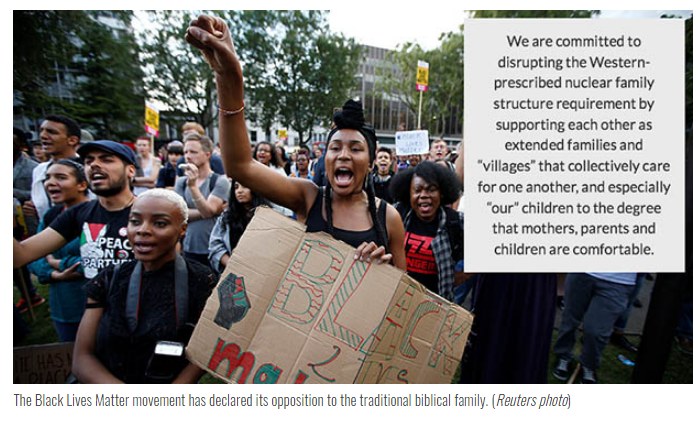 We are committed to
disrupting the Western-
prescribed nuclear family
structure requirement by
supporting each other as
extended families and
"villages" that collectively care
for one another, and especially
"our" children to the degree
that mothers, parents and
children are comfortable.
BLACK
The Black Lives Matter movement has declared its opposition to the traditional biblical family. (Reuters photo)